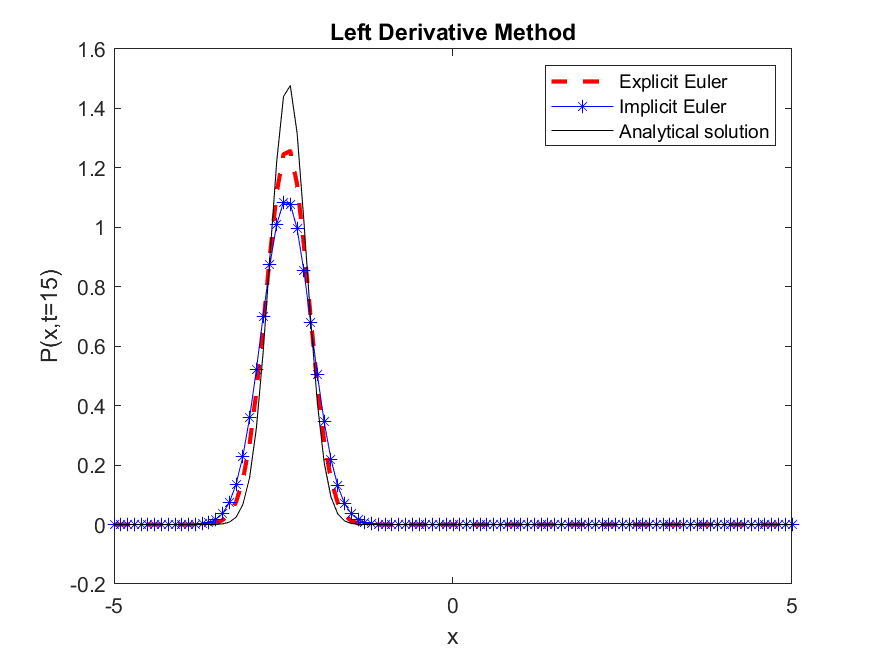 Left Derivative Method
1.6
1.4
1.2
1
0.8
0.6
0.4
0.2
0
-0.2
P(x,t=15)
Explicit Euler
Implicit Euler
Analytical solution
-5
0
5
x